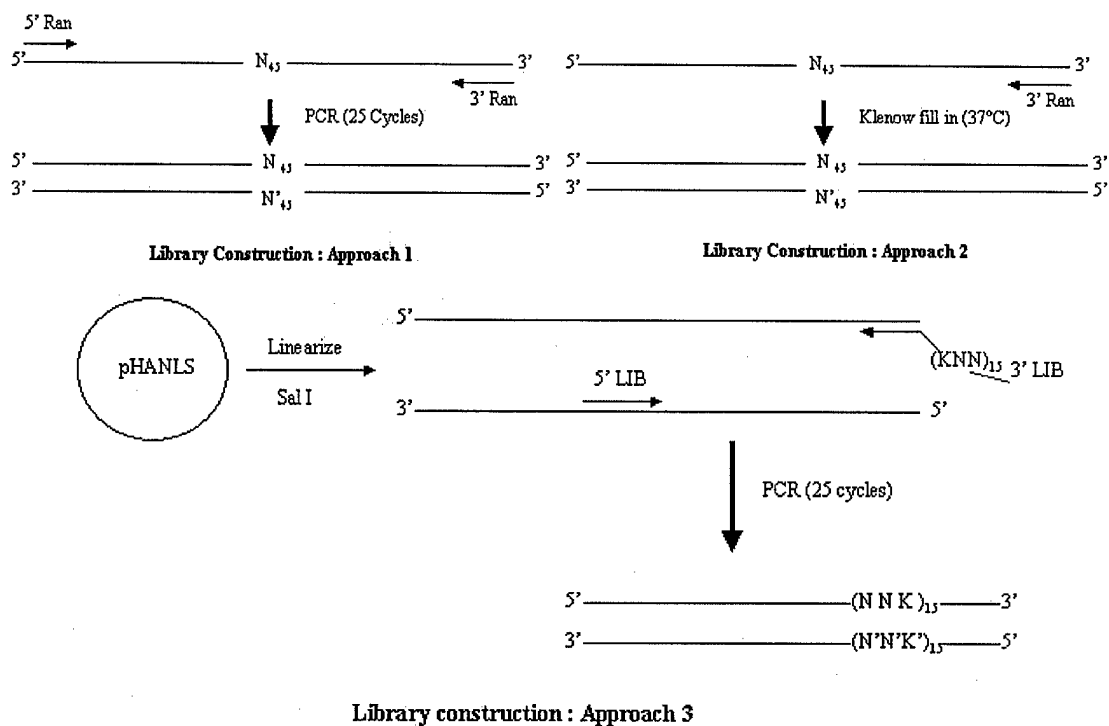 5' Ran
5' N₄₅ 3'
3' Ran
PCR (25 Cycles)
5' N₄₅ 3'
3' N'₄₅ 5'
Library Construction : Approach 1
5' N₄₅ 3'
3' Ran
Klenow fill in (37°C)
5' N₄₅ 3'
3' N'₄₅ 5'
Library Construction : Approach 2
pHANLS
Linearize
Sal I
5'
(KNN)₁₅ 3' LIB
5' LIB
3' 5'
PCR (25 cycles)
5' (N N K )₁₅ 3'
3' (N'N'K')₁₅ 5'
Library construction : Approach 3